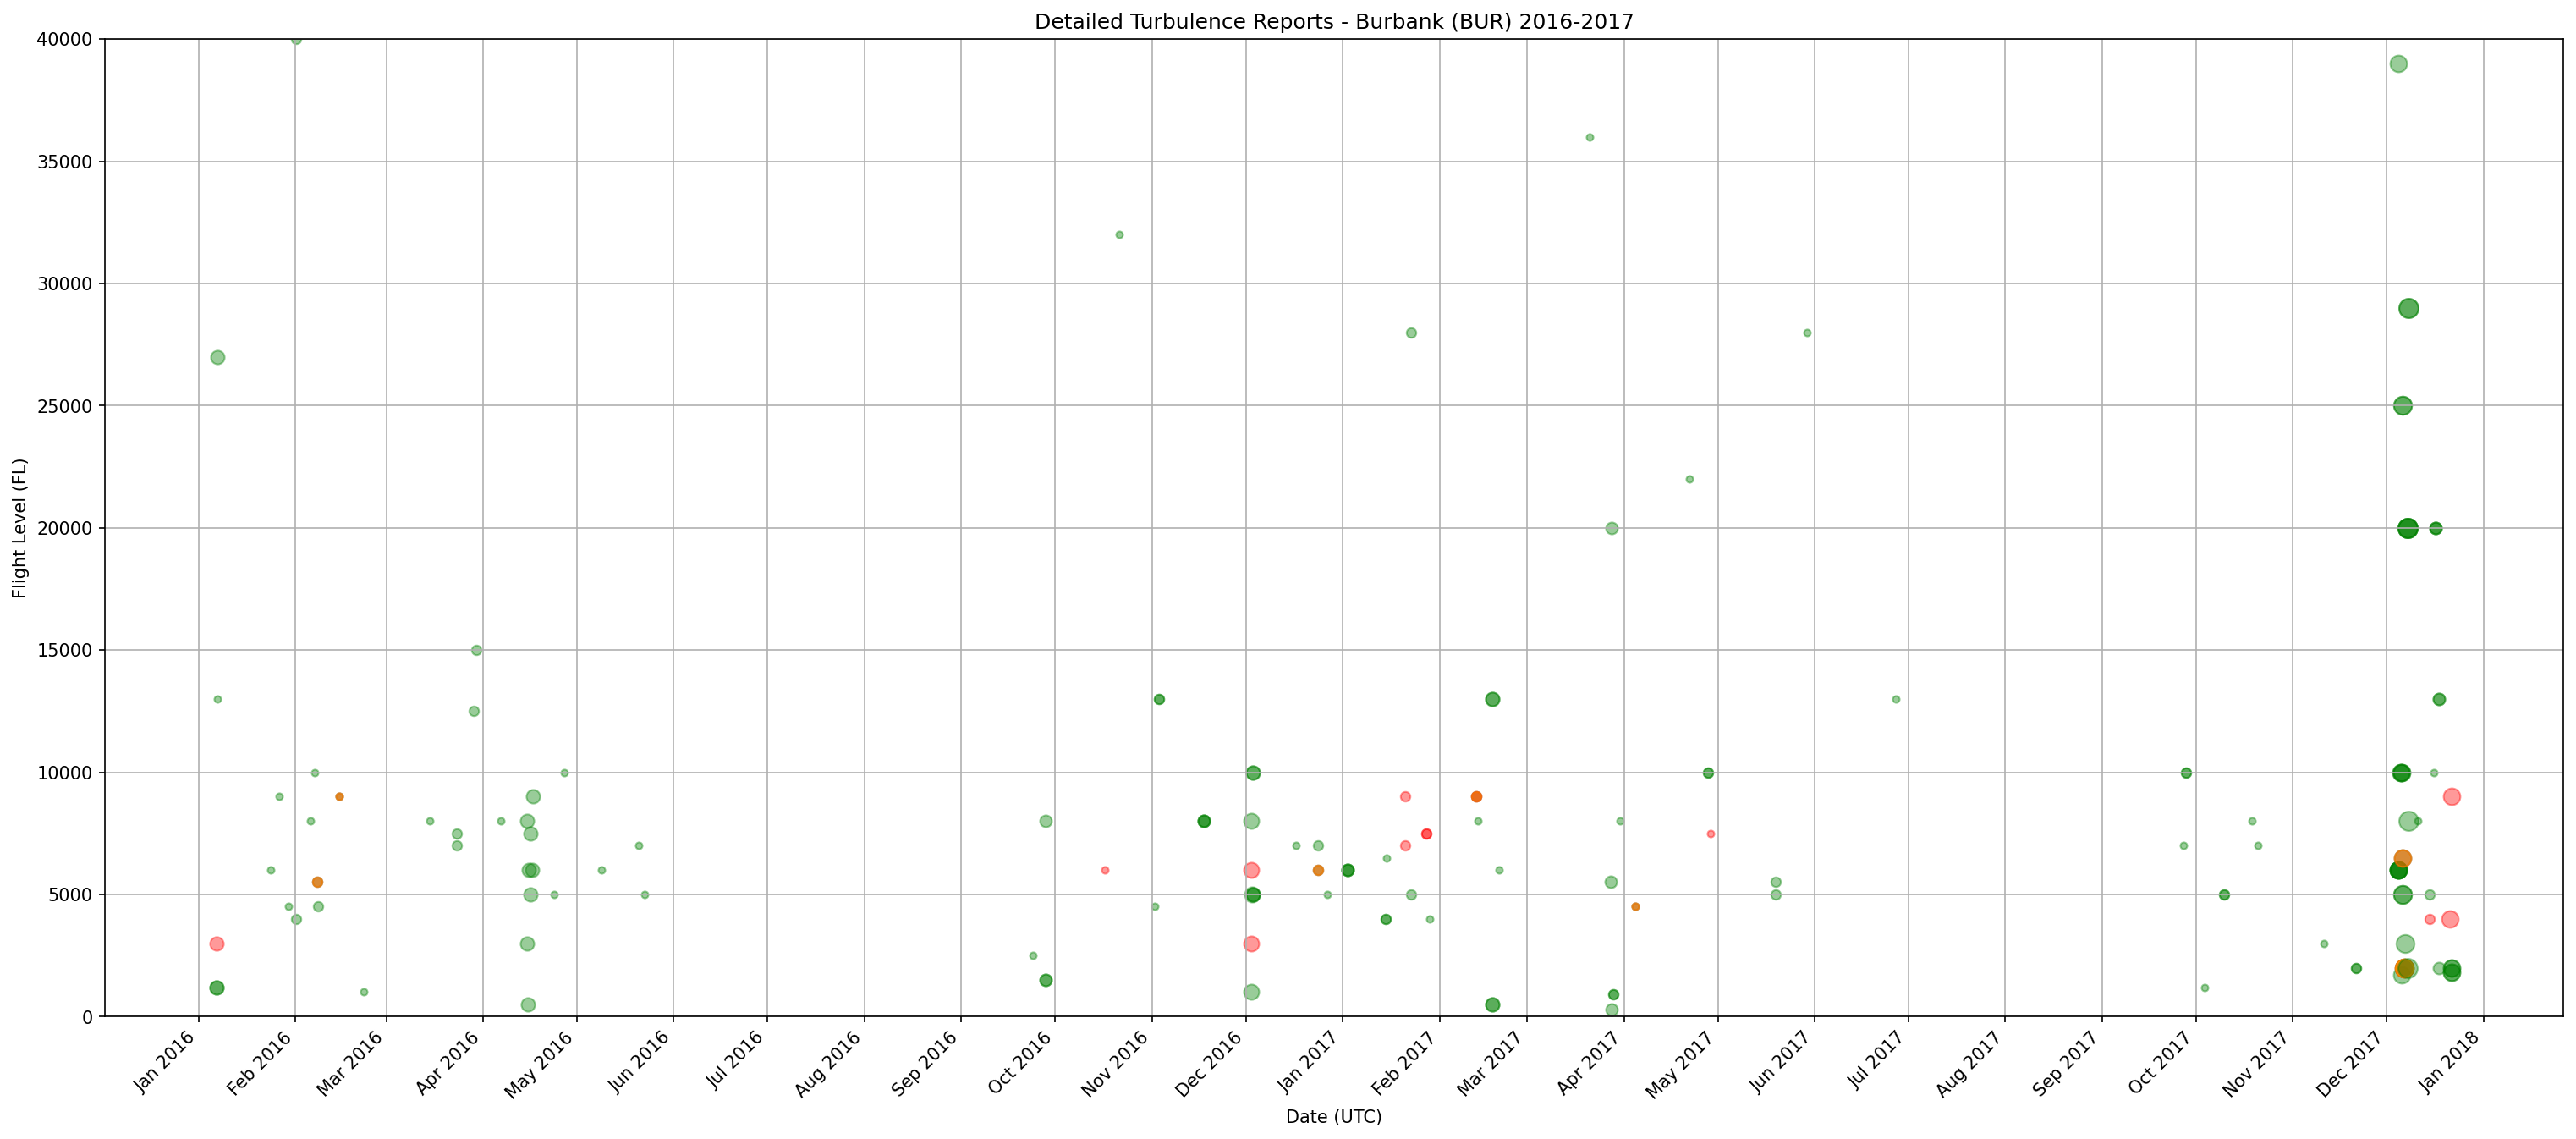 Detailed Turbulence Reports - Burbank (BUR) 2016-2017
40000
35000
30000
25000
20000
15000
10000
5000
0
Flight Level (FL)
Jan 2016
Feb 2016
Mar 2016
Apr 2016
May 2016
Jun 2016
Jul 2016
Aug 2016
Sep 2016
Oct 2016
Nov 2016
Dec 2016
Jan 2017
Feb 2017
Mar 2017
Apr 2017
May 2017
Jun 2017
Jul 2017
Aug 2017
Sep 2017
Oct 2017
Nov 2017
Dec 2017
Jan 2018
Date (UTC)